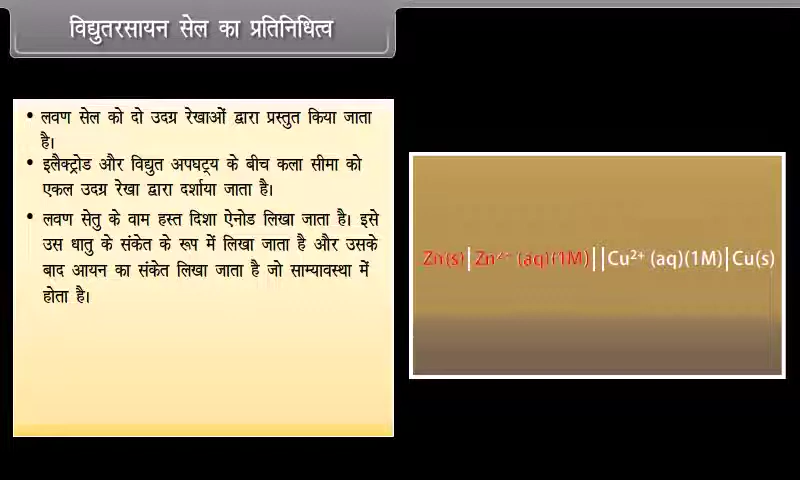 विद्युतरसायन सेल का प्रतिनिधित्व
• लवण सेल को दो उदग्र रेखाओं द्वारा प्रस्तुत किया जाता
है।
• इलैक्ट्रोड और विद्युत अपघट्य के बीच कला सीमा को
एकल उदग्र रेखा द्वारा दर्शाया जाता है।
• लवण सेतु के वाम हस्त दिशा ऐनोड लिखा जाता है। इसे
उस धातु के संकेत के रूप में लिखा जाता है और उसके
बाद आयन का संकेत लिखा जाता है जो साम्यावस्था में
होता है।
Zn(s)|Zn²⁺ (aq)(1M)||Cu²⁺ (aq)(1M)|Cu(s)